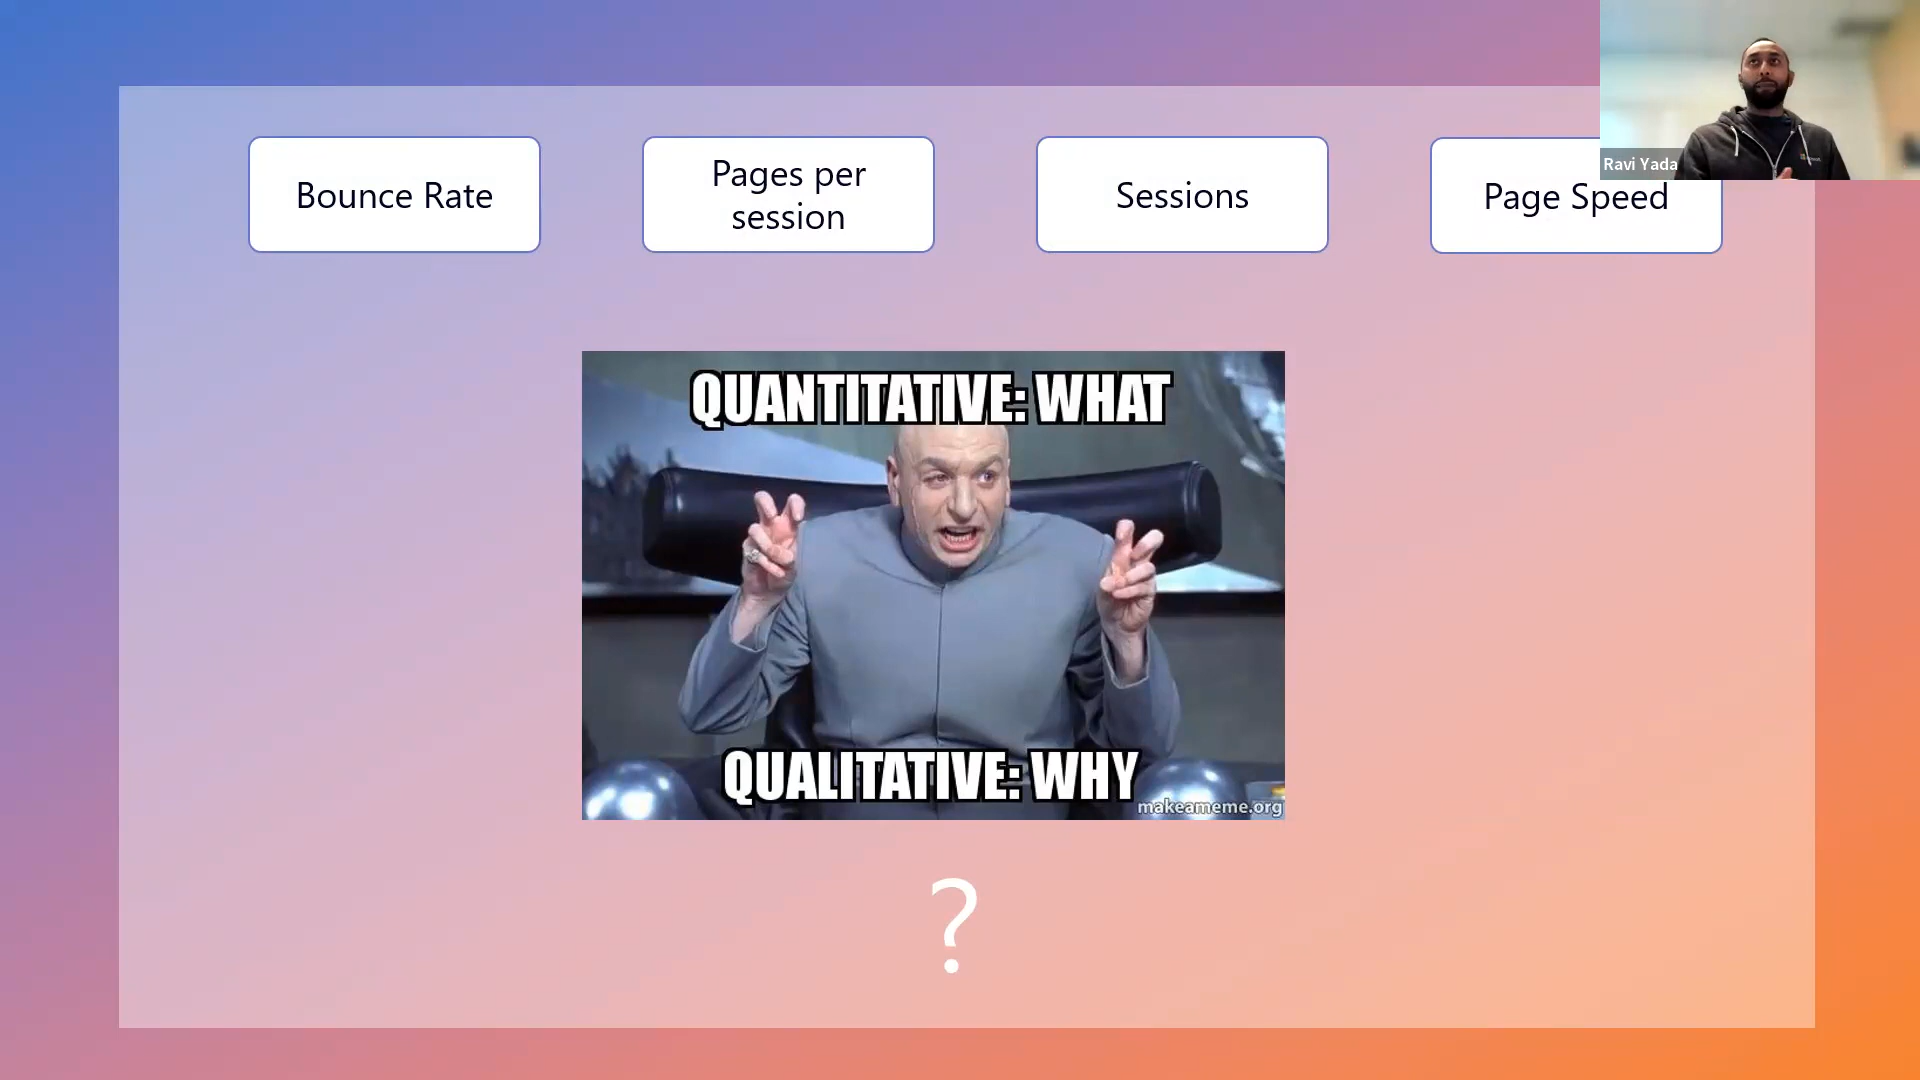 Bounce Rate
Pages per
session
Sessions
Page Speed
Ravi Yada
QUANTITATIVE: WHAT
QUALITATIVE: WHY
makeameme.org
?